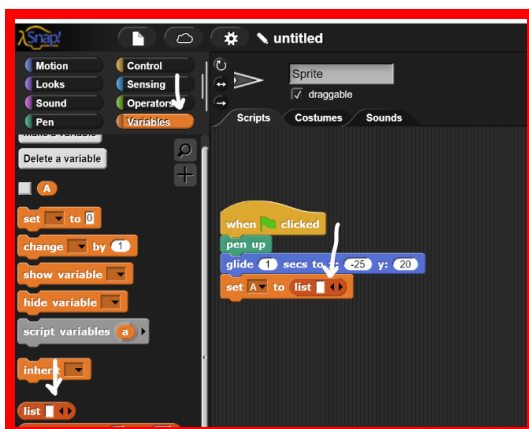 Snap!
untitled
Motion
Control
Looks
Sensing
Sound
Operators
Pen
Variables
Sprite
draggable
Scripts Costumes Sounds
Make a variable
Delete a variable
A
set to 0
change by 1
show variable
hide variable
script variables a
inherit
list
when clicked
pen up
glide 1 secs to x: -25 y: 20
set A to list